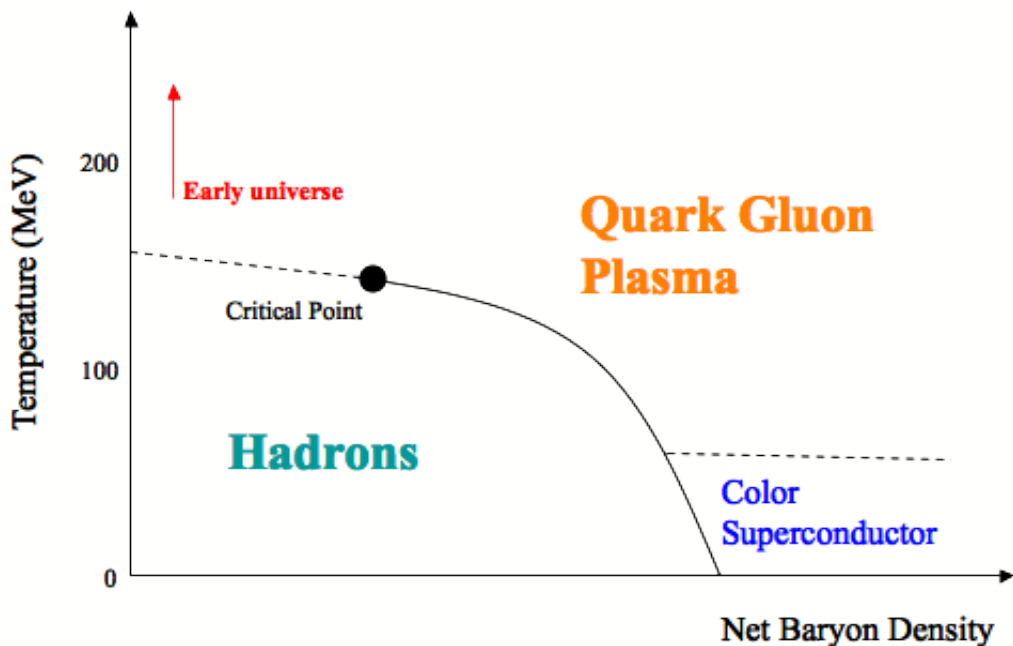 200
Early universe
Quark Gluon
Plasma
Temperature (MeV)
Critical Point
100
Hadrons
Color
Superconductor
0
Net Baryon Density